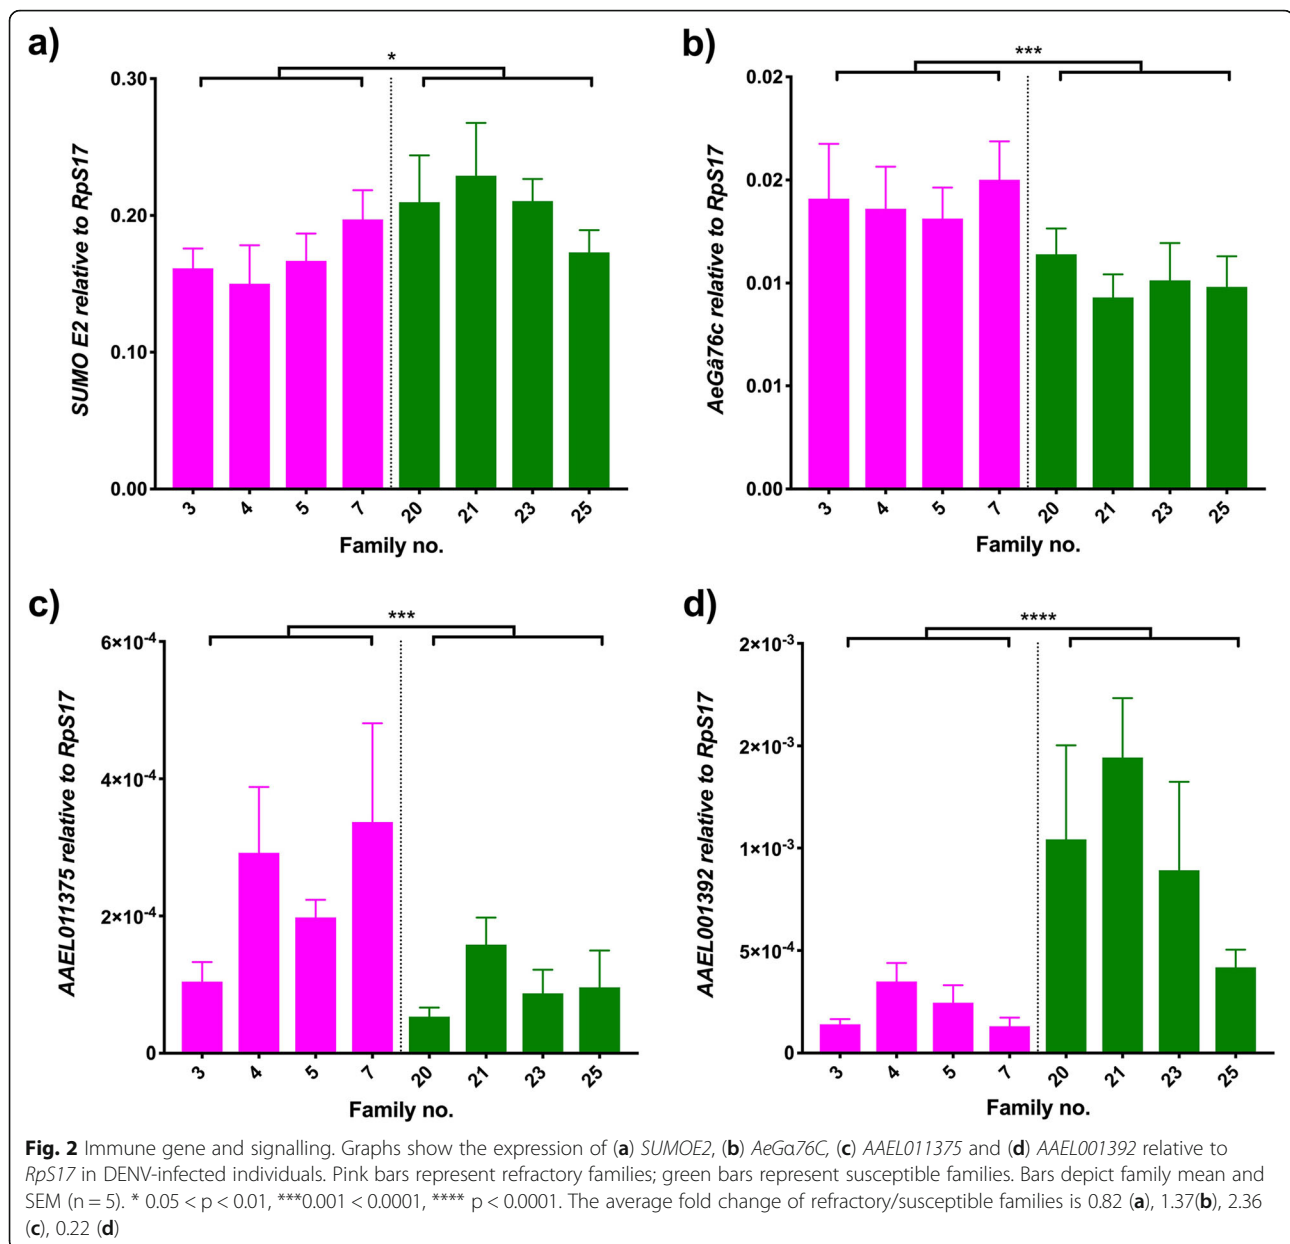 a)
*
SUMO E2 relative to RpS17
0.30
0.20
0.10
0.00
3 4 5 7 20 21 23 25
Family no.
b)
***
AeGâ76c relative to RpS17
0.02
0.02
0.01
0.01
0.00
3 4 5 7 20 21 23 25
Family no.
c)
***
AAEL011375 relative to RpS17
6×10⁻⁴
4×10⁻⁴
2×10⁻⁴
0
3 4 5 7 20 21 23 25
Family no.
d)
****
AAEL001392 relative to RpS17
2×10⁻³
2×10⁻³
1×10⁻³
5×10⁻⁴
0
3 4 5 7 20 21 23 25
Family no.
Fig. 2 Immune gene and signalling. Graphs show the expression of (a) SUMOE2, (b) AeGα76C, (c) AAEL011375 and (d) AAEL001392 relative to
RpS17 in DENV-infected individuals. Pink bars represent refractory families; green bars represent susceptible families. Bars depict family mean and
SEM (n = 5). * 0.05 < p < 0.01, ***0.001 < 0.0001, **** p < 0.0001. The average fold change of refractory/susceptible families is 0.82 (a), 1.37(b), 2.36
(c), 0.22 (d)